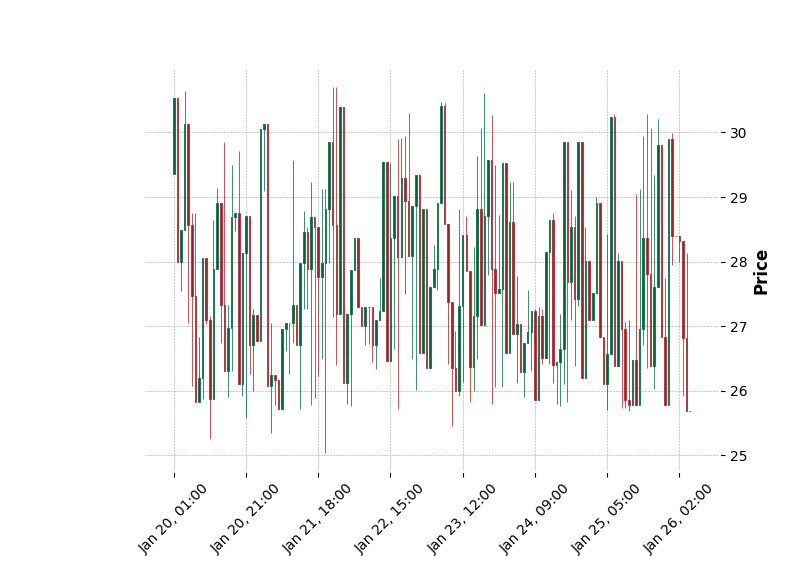 30
29
28
27
26
25
Price
Jan 20, 01:00
Jan 20, 21:00
Jan 21, 18:00
Jan 22, 15:00
Jan 23, 12:00
Jan 24, 09:00
Jan 25, 05:00
Jan 26, 02:00